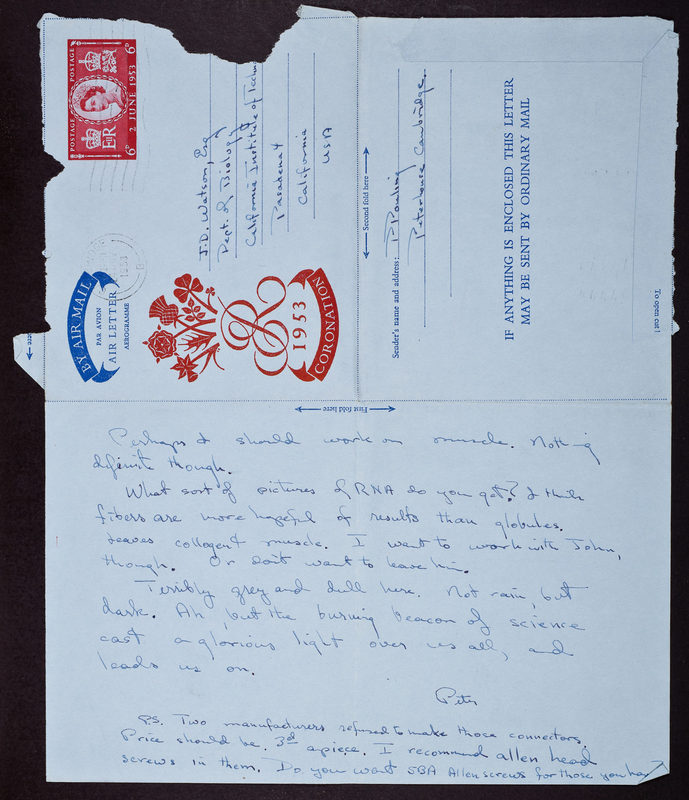 POSTAGE POSTAGE
E II R
6D 2 JUNE 1953 6D
1953
BY AIR MAIL
PAR AVION
AIR LETTER
AEROGRAMME
E R
1953
CORONATION
J.D. Watson, Esq
Dept. of Biology
California Institute of Tech
Pasadena 4
California
USA
Second fold here
Sender's name and address: P Pauling
Peterhouse Cambridge.
IF ANYTHING IS ENCLOSED THIS LETTER
MAY BE SENT BY ORDINARY MAIL
To open cut
First fold here
Perhaps I should work on muscle. Nothing
definite though.
What sort of pictures of RNA do you get? I think
fibers are more hopeful of results than globules.
Leaves collogen & muscle. I want to work with John,
though. Or don't want to leave him.
Terribly grey and dull here. Not rain, but
dark. Ah, but the burning beacon of science
cast a glorious light over us all, and
leads us on.
Peter
P.S. Two manufacturers refused to make those connectors.
Price should be 3d apiece. I recommend allen head
screws in them. Do you want 5BA Allen screws for those you have